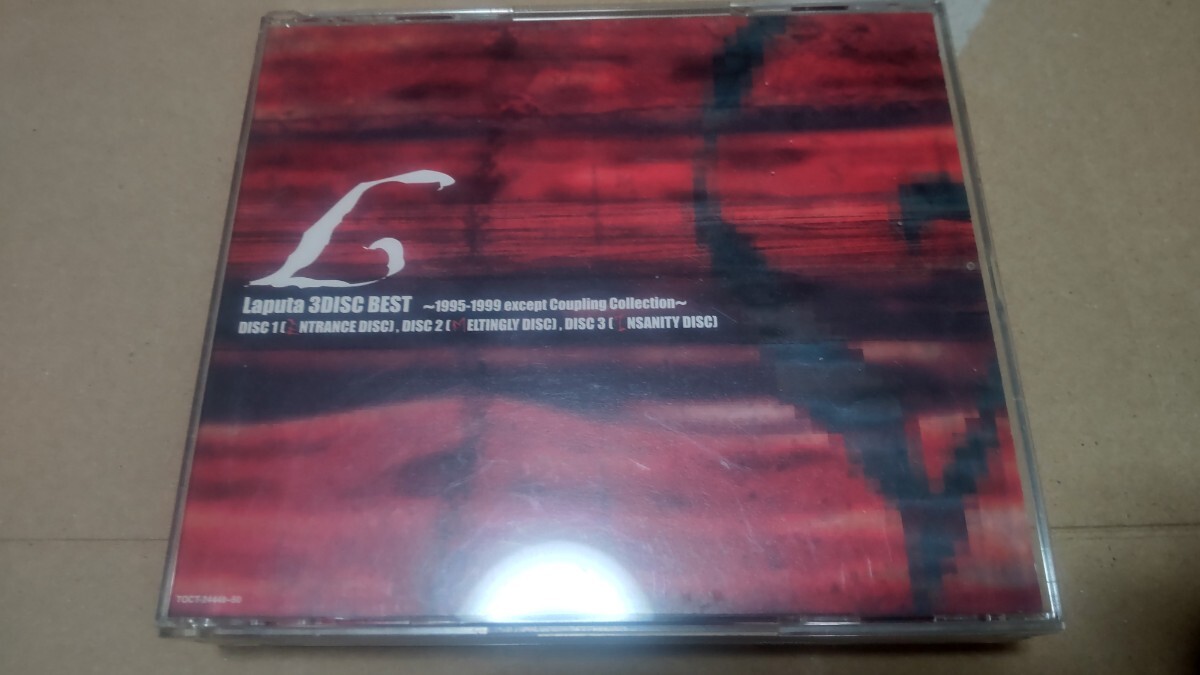 L
Laputa 3DISC BEST ～1995-1999 except Coupling Collection～
DISC 1 (ENTRANCE DISC) , DISC 2 (MELTINGLY DISC) , DISC 3 (INSANITY DISC)